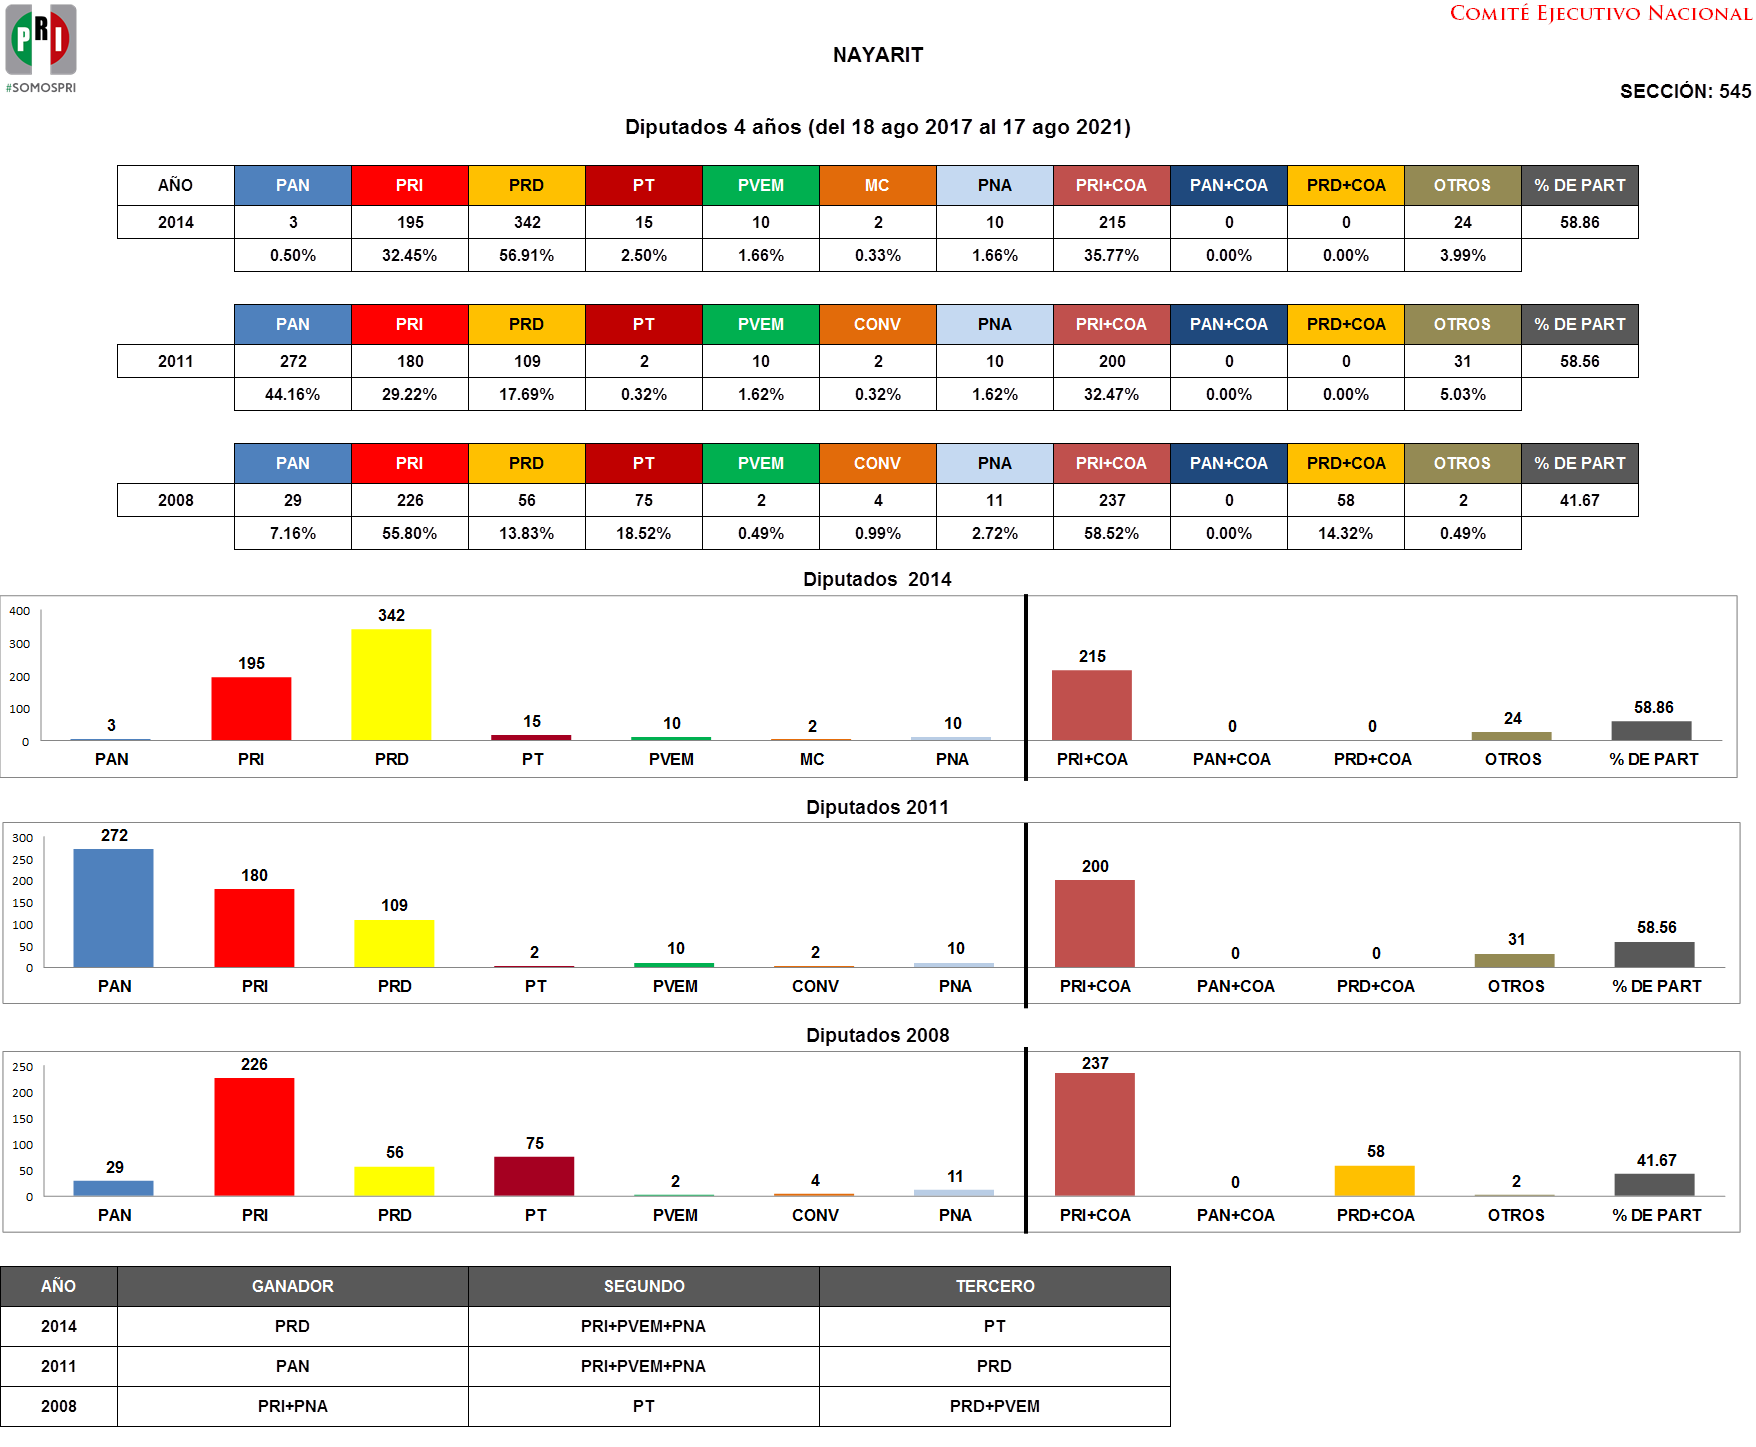 COMITÉ EJECUTIVO NACIONAL
PRI
#SOMOSPRI
NAYARIT
SECCIÓN: 545
Diputados 4 años (del 18 ago 2017 al 17 ago 2021)
AÑO PAN PRI PRD PT PVEM MC PNA PRI+COA PAN+COA PRD+COA OTROS % DE PART
2014 3 195 342 15 10 2 10 215 0 0 24 58.86
0.50% 32.45% 56.91% 2.50% 1.66% 0.33% 1.66% 35.77% 0.00% 0.00% 3.99%
PAN PRI PRD PT PVEM CONV PNA PRI+COA PAN+COA PRD+COA OTROS % DE PART
2011 272 180 109 2 10 2 10 200 0 0 31 58.56
44.16% 29.22% 17.69% 0.32% 1.62% 0.32% 1.62% 32.47% 0.00% 0.00% 5.03%
PAN PRI PRD PT PVEM CONV PNA PRI+COA PAN+COA PRD+COA OTROS % DE PART
2008 29 226 56 75 2 4 11 237 0 58 2 41.67
7.16% 55.80% 13.83% 18.52% 0.49% 0.99% 2.72% 58.52% 0.00% 14.32% 0.49%
Diputados 2014
400
300
200
100
0
3 195 342 15 10 2 10 215 0 0 24 58.86
PAN PRI PRD PT PVEM MC PNA PRI+COA PAN+COA PRD+COA OTROS % DE PART
Diputados 2011
300
250
200
150
100
50
0
272 180 109 2 10 2 10 200 0 0 31 58.56
PAN PRI PRD PT PVEM CONV PNA PRI+COA PAN+COA PRD+COA OTROS % DE PART
Diputados 2008
250
200
150
100
50
0
29 226 56 75 2 4 11 237 0 58 2 41.67
PAN PRI PRD PT PVEM CONV PNA PRI+COA PAN+COA PRD+COA OTROS % DE PART
AÑO GANADOR SEGUNDO TERCERO
2014 PRD PRI+PVEM+PNA PT
2011 PAN PRI+PVEM+PNA PRD
2008 PRI+PNA PT PRD+PVEM